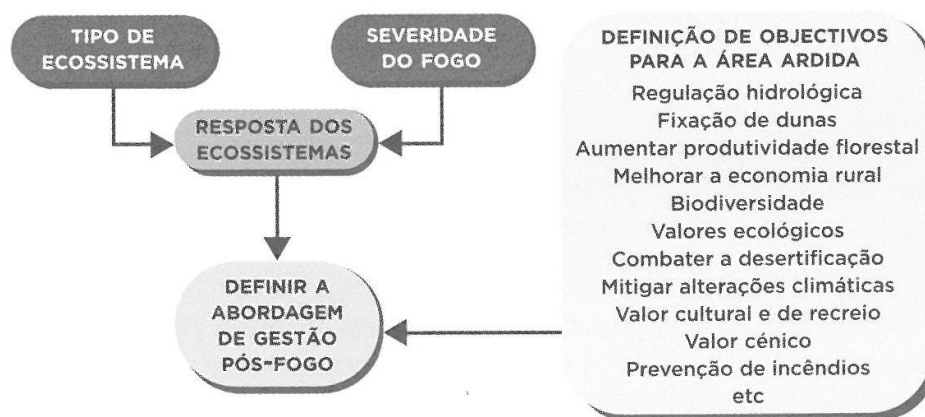 TIPO DE
ECOSSISTEMA
SEVERIDADE
DO FOGO
RESPOSTA DOS
ECOSSISTEMAS
DEFINIR A
ABORDAGEM
DE GESTÃO
PÓS-FOGO
DEFINIÇÃO DE OBJECTIVOS
PARA A ÁREA ARDIDA
Regulação hidrológica
Fixação de dunas
Aumentar produtividade florestal
Melhorar a economia rural
Biodiversidade
Valores ecológicos
Combater a desertificação
Mitigar alterações climáticas
Valor cultural e de recreio
Valor cénico
Prevenção de incêndios
etc